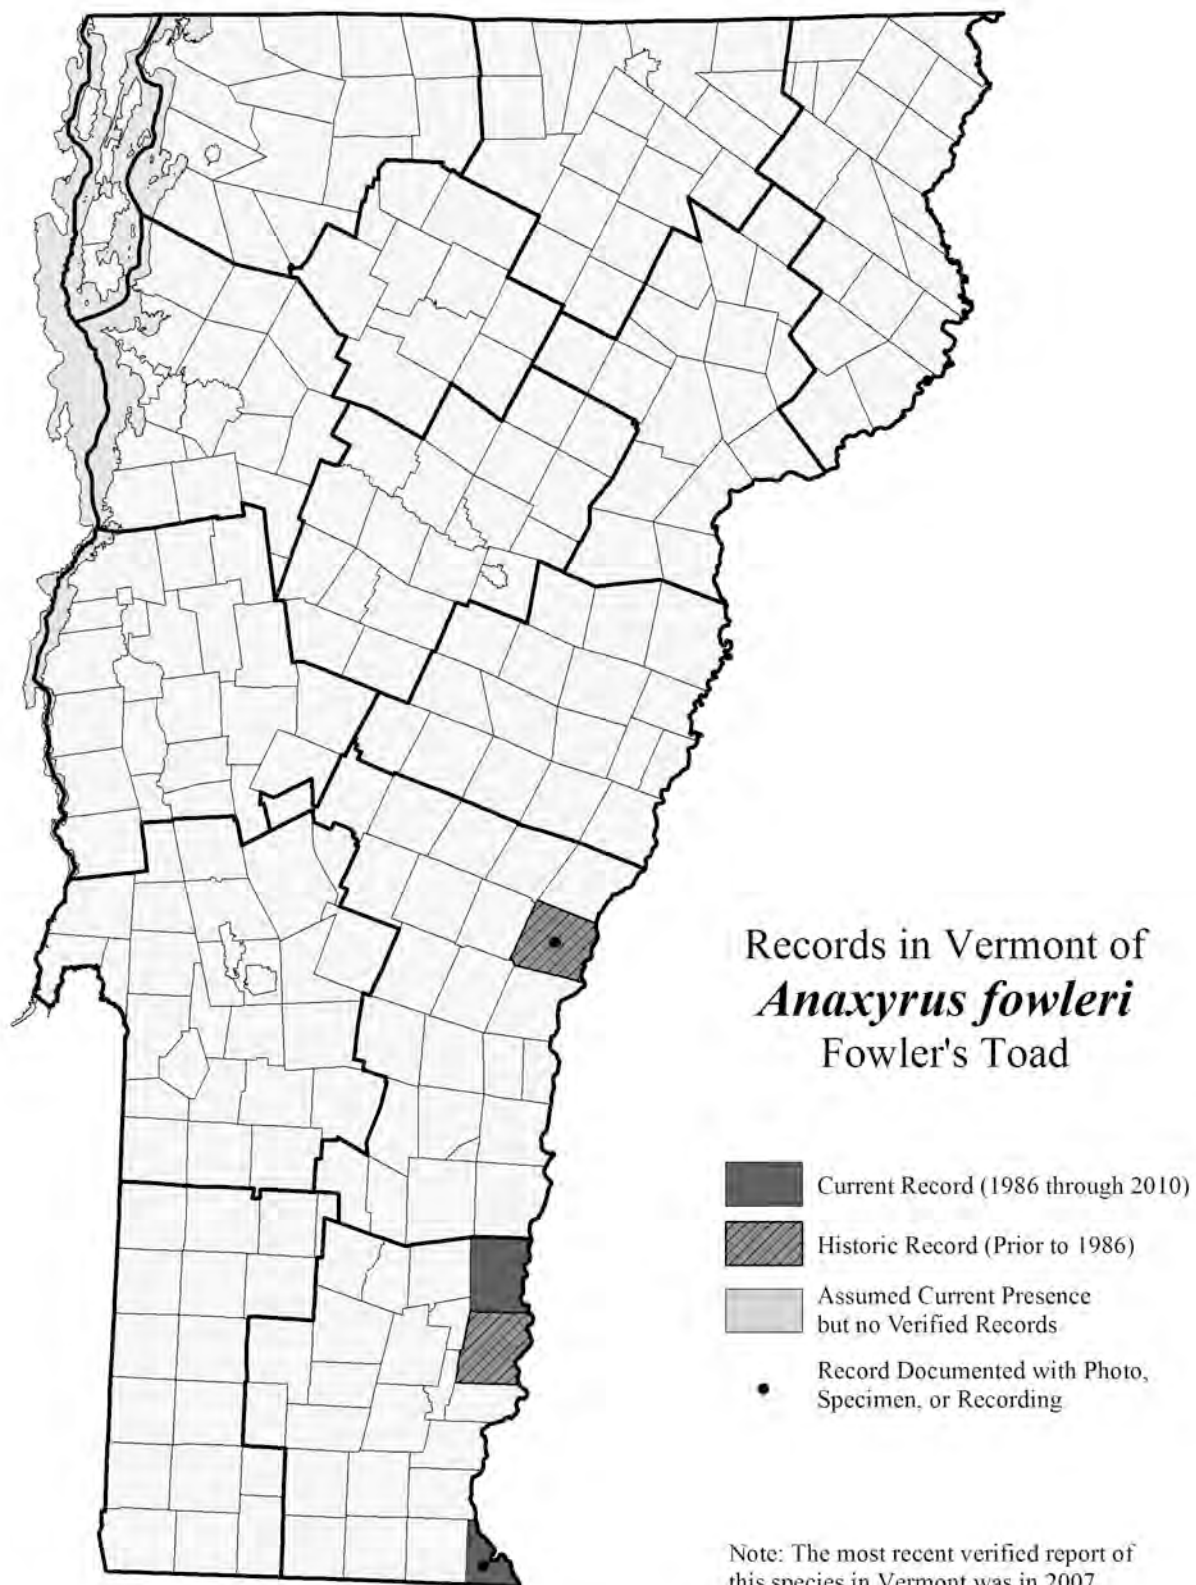 Records in Vermont of
Anaxyrus fowleri
Fowler's Toad
Current Record (1986 through 2010)
Historic Record (Prior to 1986)
Assumed Current Presence
but no Verified Records
Record Documented with Photo,
Specimen, or Recording
Note: The most recent verified report of
this species in Vermont was in 2007